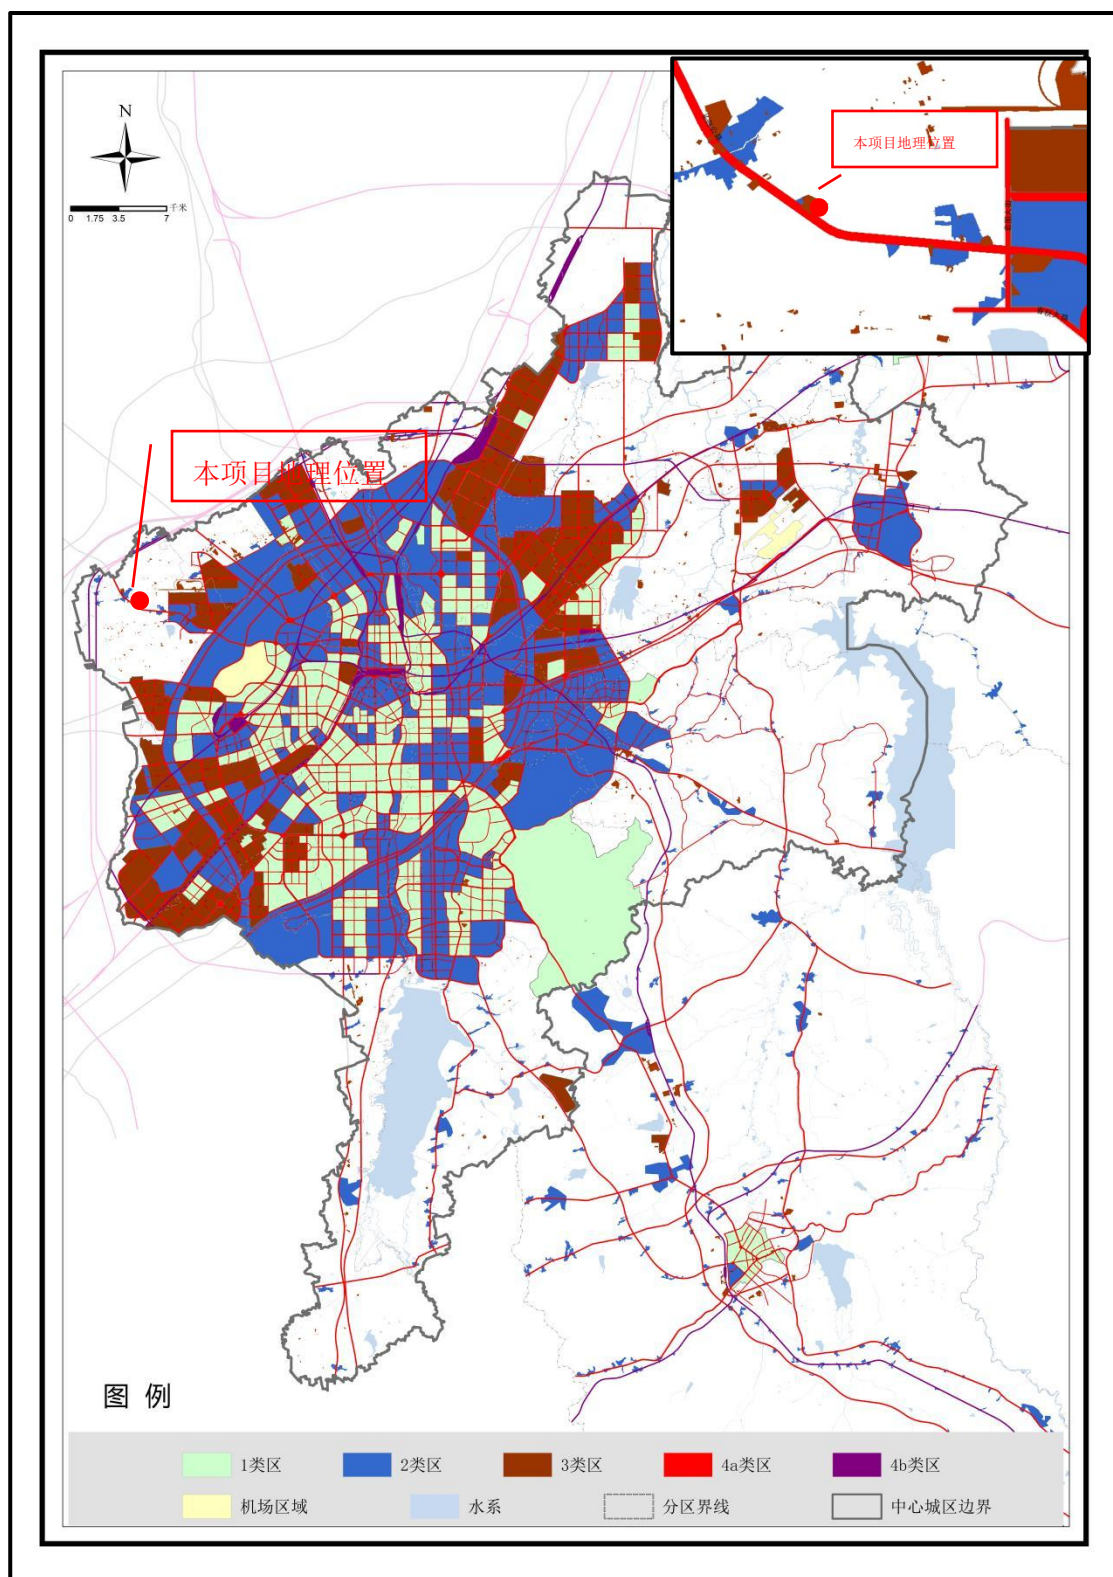 N
千米
0 1.75 3.5 7
本项目地理位置
本项目地理位置
图 例
1类区 2类区 3类区 4a类区 4b类区
机场区域 水系 分区界线 中心城区边界